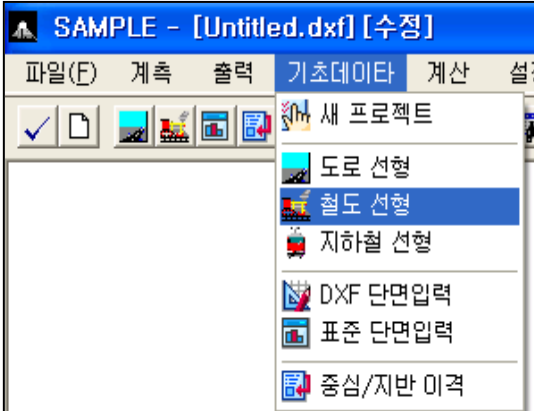 SAMPLE - [Untitled.dxf] [수정]
파일(F) 계측 출력 기초데이타 계산
새 프로젝트
도로 선형
철도 선형
지하철 선형
DXF 단면입력
표준 단면입력
중심/지반 이격